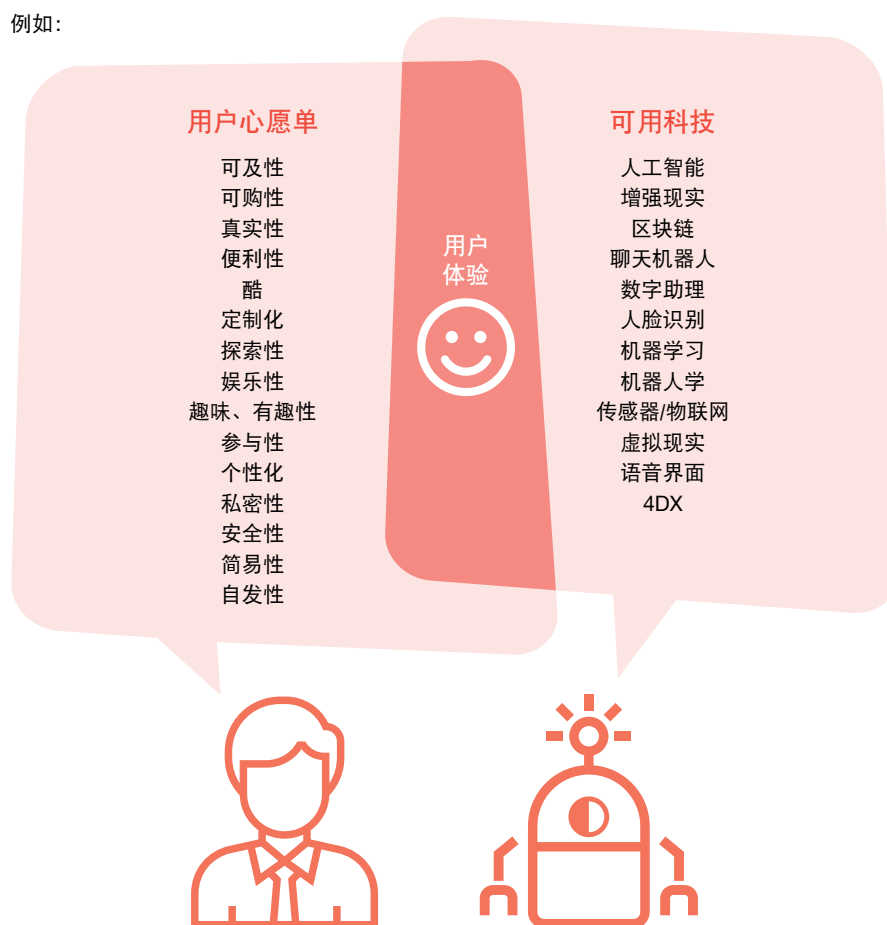 例如：
用户心愿单
可及性
可购性
真实性
便利性
酷
定制化
探索性
娱乐性
趣味、有趣性
参与性
个性化
私密性
安全性
简易性
自发性
用户
体验
可用科技
人工智能
增强现实
区块链
聊天机器人
数字助理
人脸识别
机器学习
机器人学
传感器/物联网
虚拟现实
语音界面
4DX